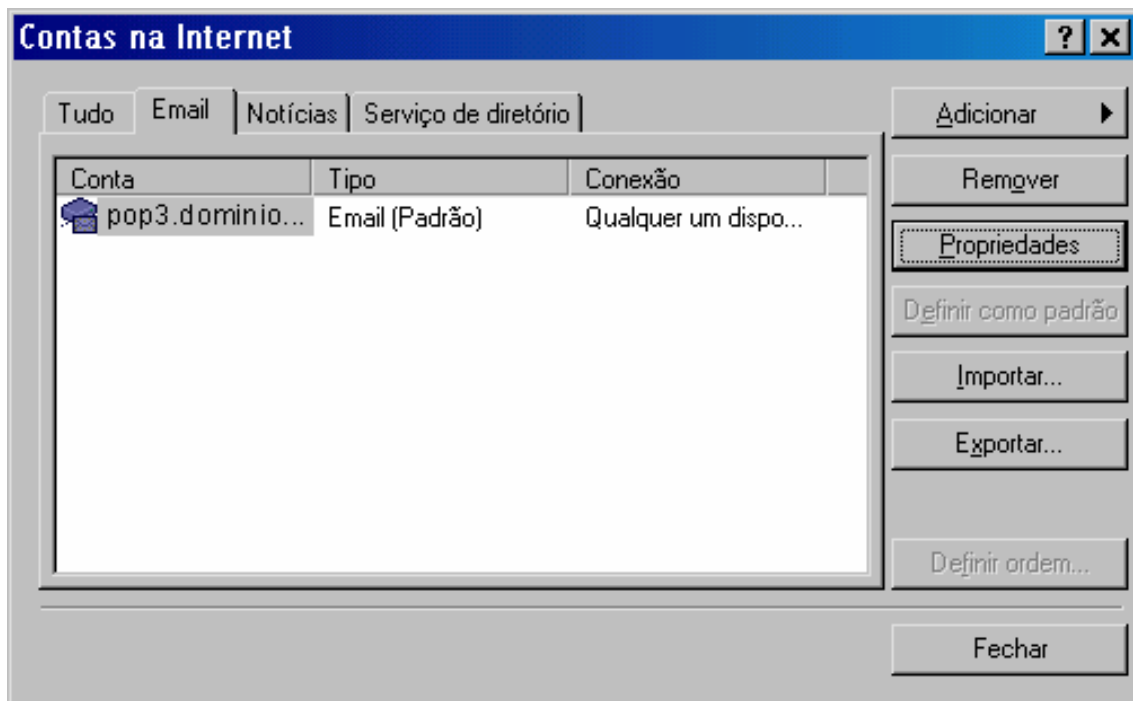 Contas na Internet
Tudo Email Notícias Serviço de diretório
Adicionar
Conta Tipo Conexão
Remover
pop3.dominio... Email (Padrão) Qualquer um dispo...
Propriedades
Definir como padrão
Importar...
Exportar...
Definir ordem...
Fechar